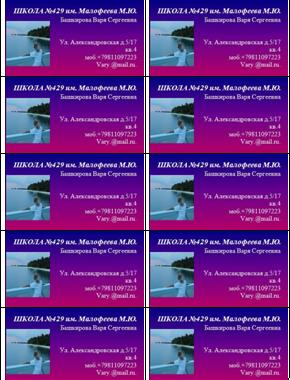 ШКОЛА №429 им. Малофеева М.Ю.
Башкирова Варя Сергеевна
Ул. Александровская д.5/17
кв.4
моб.+79811097223
Vary.@mail.ru.
ШКОЛА №429 им. Малофеева М.Ю.
Башкирова Варя Сергеевна
Ул. Александровская д.5/17
кв.4
моб.+79811097223
Vary.@mail.ru.
ШКОЛА №429 им. Малофеева М.Ю.
Башкирова Варя Сергеевна
Ул. Александровская д.5/17
кв.4
моб.+79811097223
Vary.@mail.ru.
ШКОЛА №429 им. Малофеева М.Ю.
Башкирова Варя Сергеевна
Ул. Александровская д.5/17
кв.4
моб.+79811097223
Vary.@mail.ru.
ШКОЛА №429 им. Малофеева М.Ю.
Башкирова Варя Сергеевна
Ул. Александровская д.5/17
кв.4
моб.+79811097223
Vary.@mail.ru.
ШКОЛА №429 им. Малофеева М.Ю.
Башкирова Варя Сергеевна
Ул. Александровская д.5/17
кв.4
моб.+79811097223
Vary.@mail.ru.
ШКОЛА №429 им. Малофеева М.Ю.
Башкирова Варя Сергеевна
Ул. Александровская д.5/17
кв.4
моб.+79811097223
Vary.@mail.ru.
ШКОЛА №429 им. Малофеева М.Ю.
Башкирова Варя Сергеевна
Ул. Александровская д.5/17
кв.4
моб.+79811097223
Vary.@mail.ru.
ШКОЛА №429 им. Малофеева М.Ю.
Башкирова Варя Сергеевна
Ул. Александровская д.5/17
кв.4
моб.+79811097223
Vary.@mail.ru.
ШКОЛА №429 им. Малофеева М.Ю.
Башкирова Варя Сергеевна
Ул. Александровская д.5/17
кв.4
моб.+79811097223
Vary.@mail.ru.